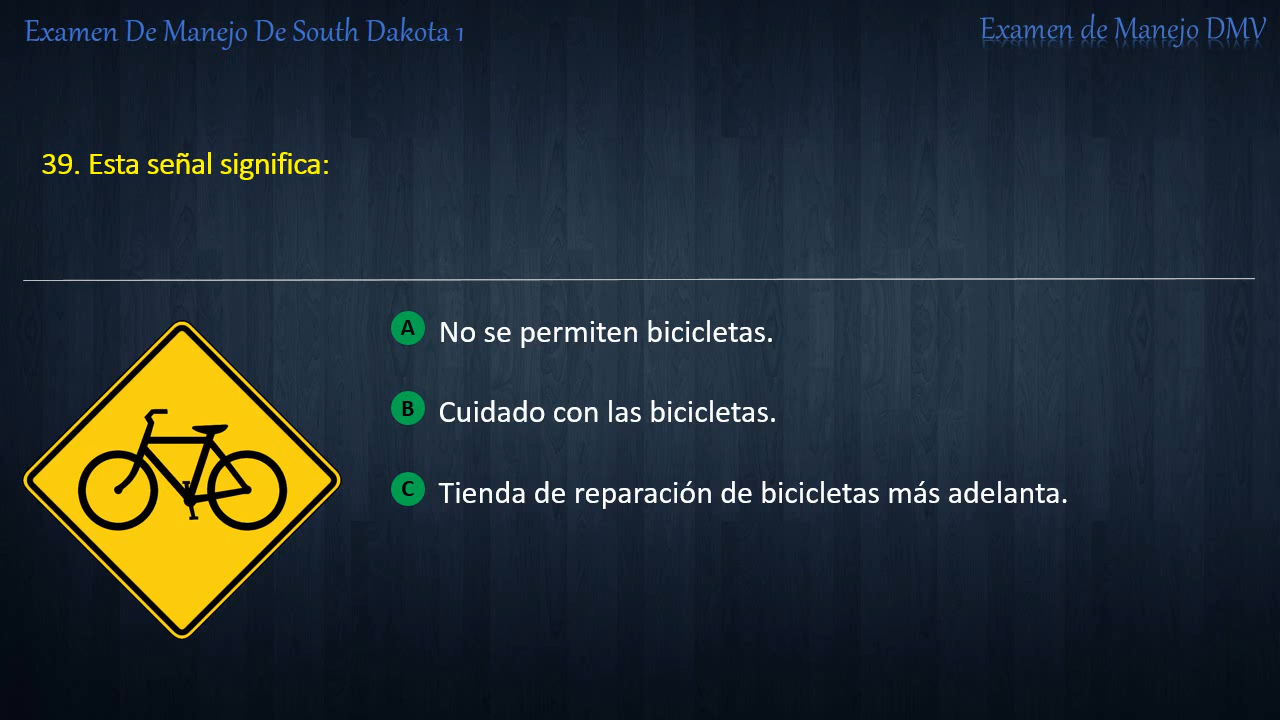 Examen De Manejo De South Dakota 1
Examen de Manejo DMV
39. Esta señal significa:
A No se permiten bicicletas.
B Cuidado con las bicicletas.
C Tienda de reparación de bicicletas más adelanta.